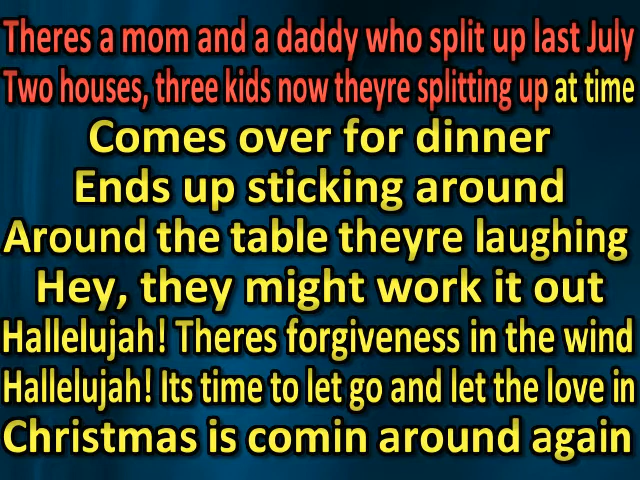 Theres a mom and a daddy who split up last July
Two houses, three kids now theyre splitting up at time
Comes over for dinner
Ends up sticking around
Around the table theyre laughing
Hey, they might work it out
Hallelujah! Theres forgiveness in the wind
Hallelujah! Its time to let go and let the love in
Christmas is comin around again